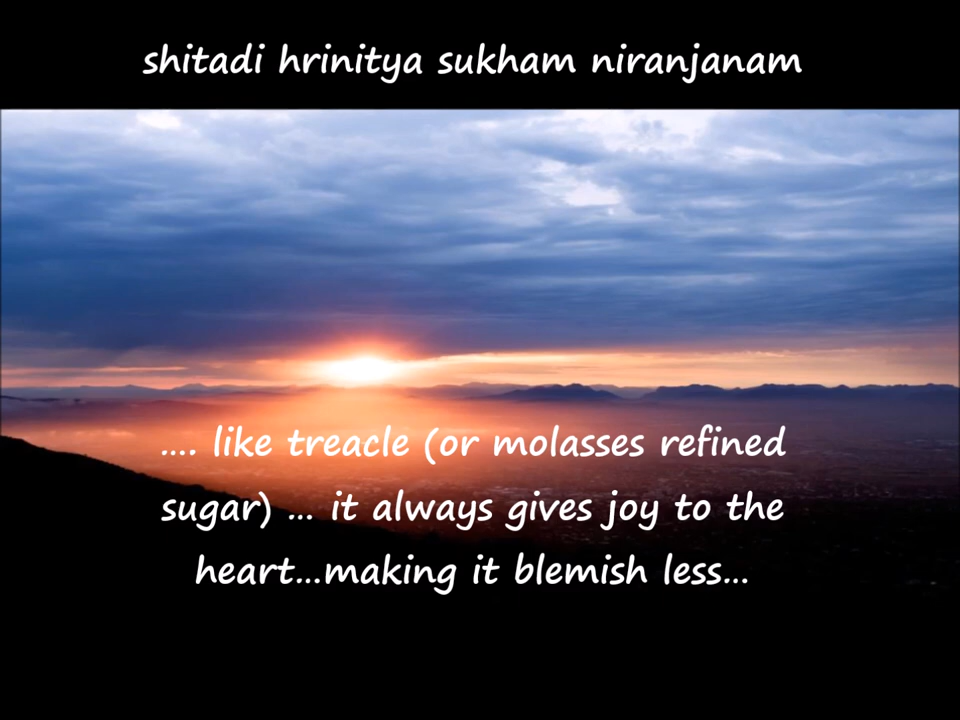 shitadi hrinitya sukham niranjanam
.... like treacle (or molasses refined
sugar) ... it always gives joy to the
heart...making it blemish less...